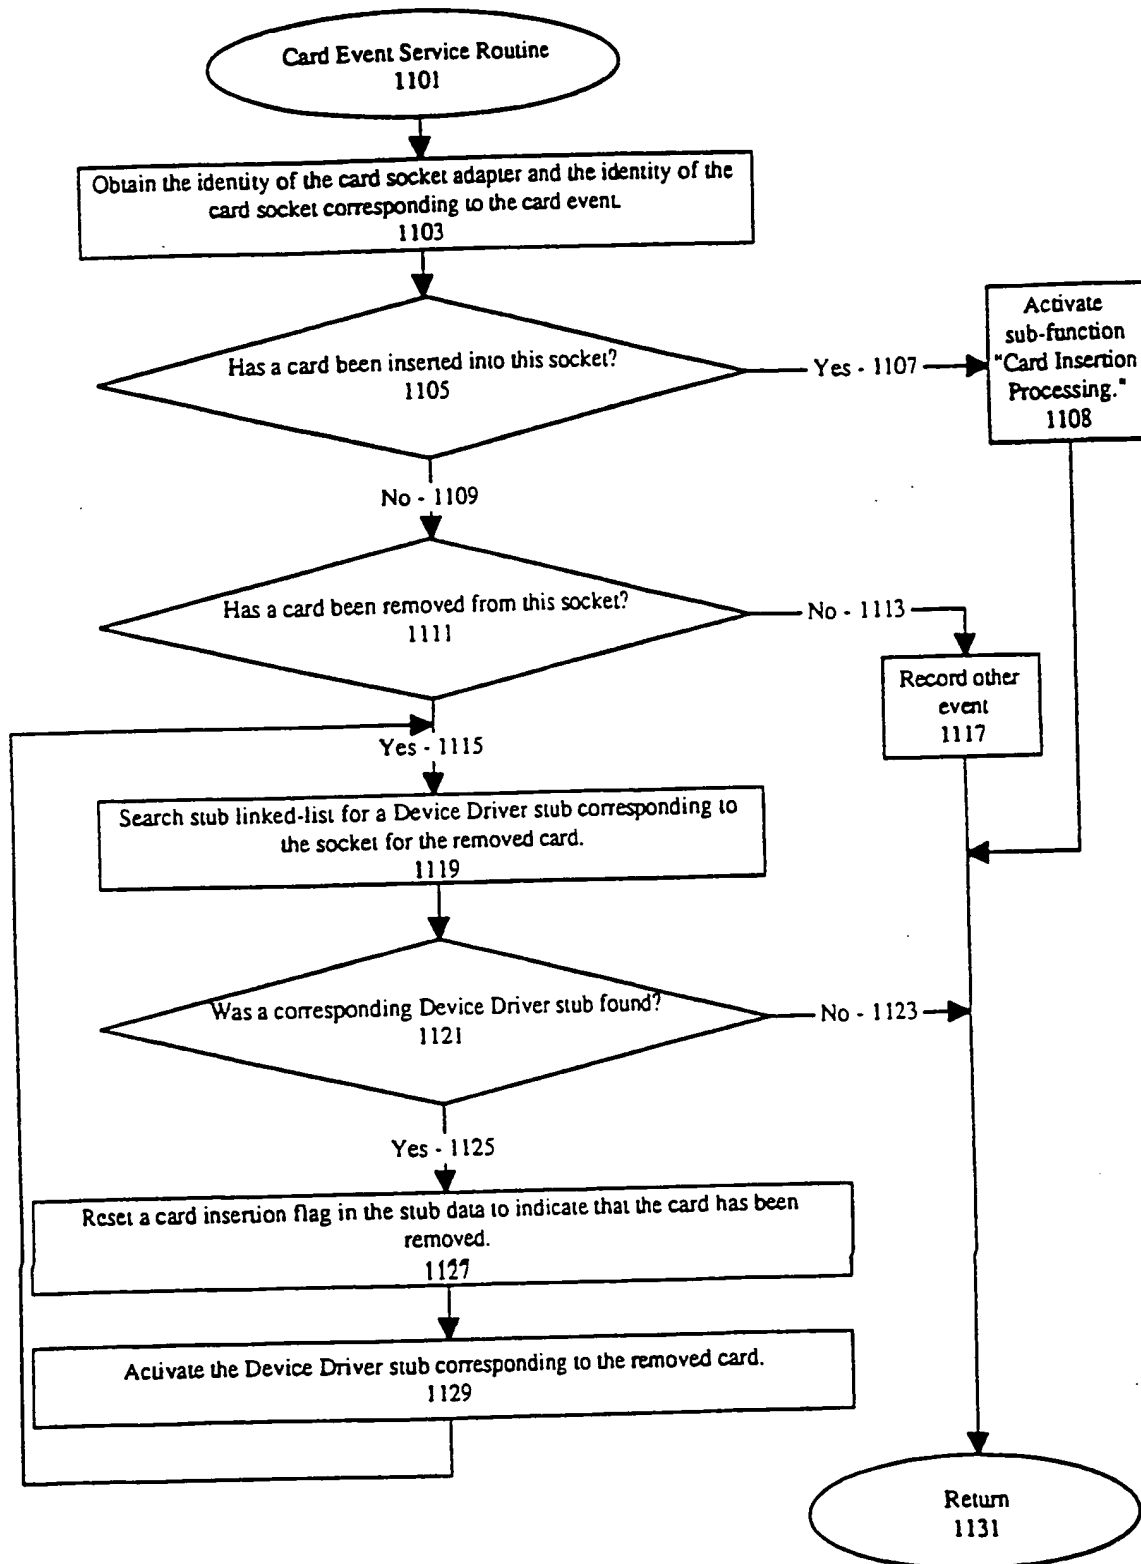 Card Event Service Routine
1101
Obtain the identity of the card socket adapter and the identity of the
card socket corresponding to the card event.
1103
Has a card been inserted into this socket?
1105
Yes - 1107
Activate
sub-function
"Card Insertion
Processing."
1108
No - 1109
Has a card been removed from this socket?
1111
No - 1113
Record other
event
1117
Yes - 1115
Search stub linked-list for a Device Driver stub corresponding to
the socket for the removed card.
1119
Was a corresponding Device Driver stub found?
1121
No - 1123
Yes - 1125
Reset a card insertion flag in the stub data to indicate that the card has been
removed.
1127
Activate the Device Driver stub corresponding to the removed card.
1129
Return
1131